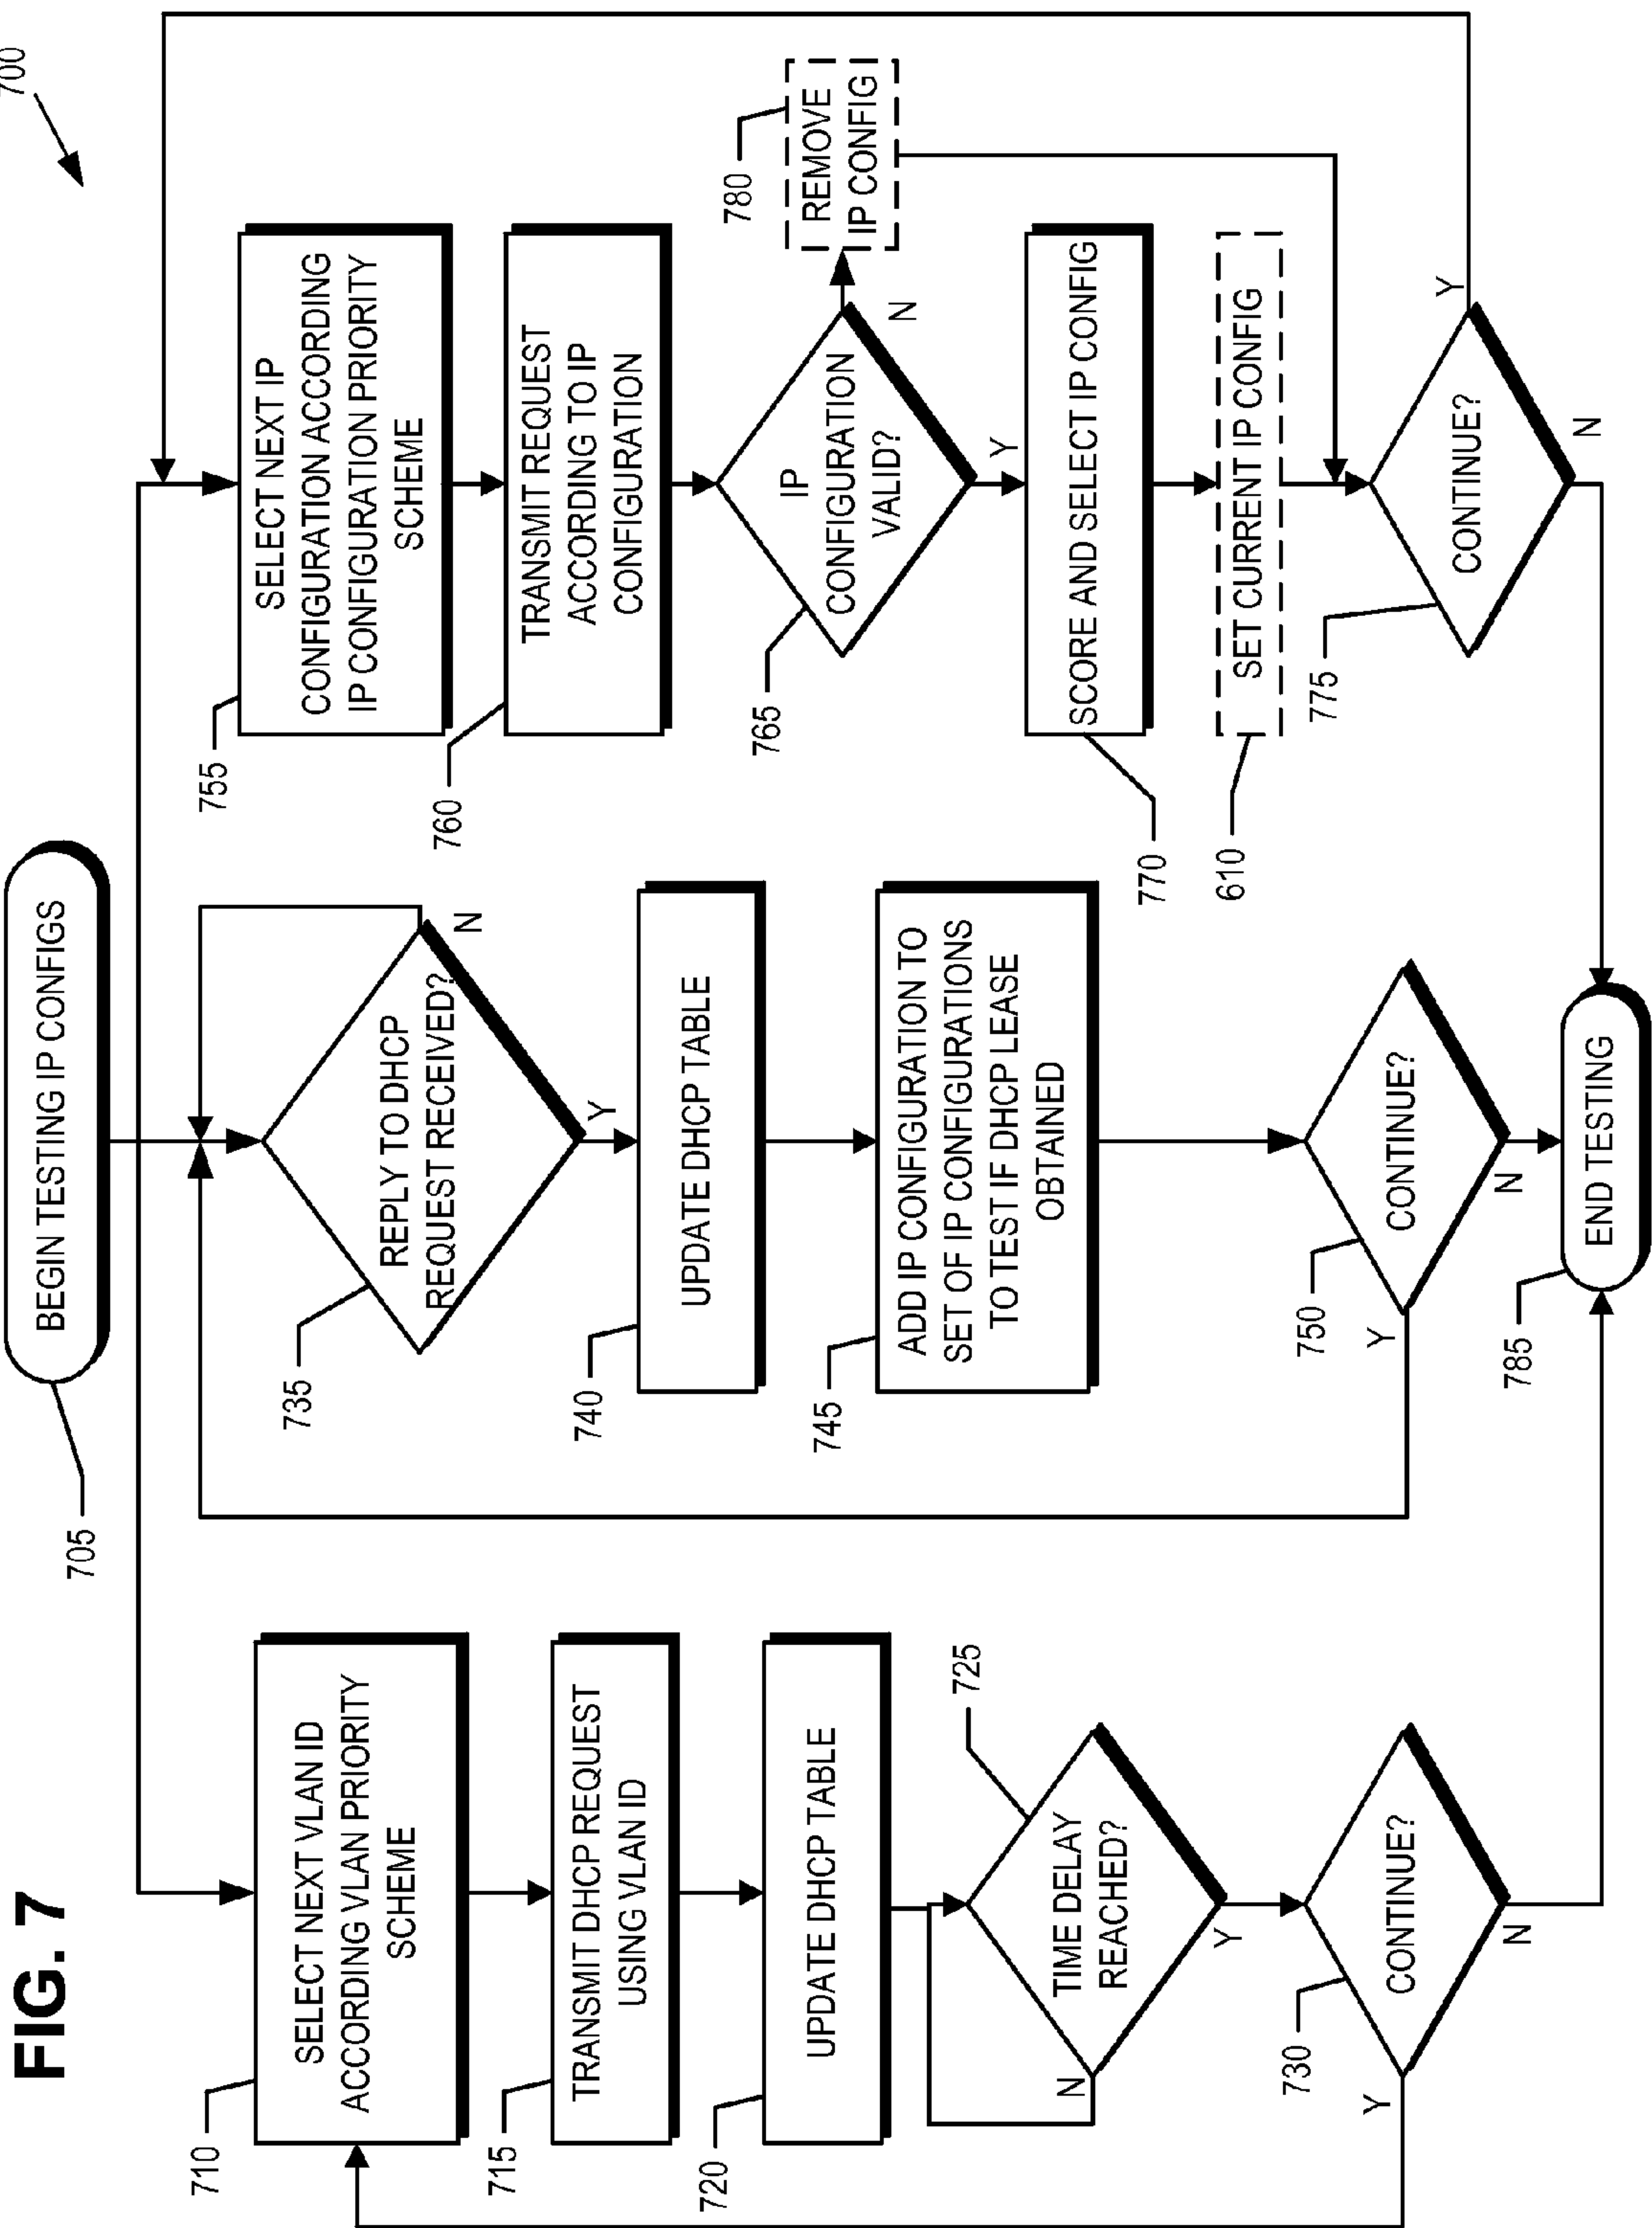 FIG. 7
700
BEGIN TESTING IP CONFIGS
705
SELECT NEXT VLAN ID
ACCORDING VLAN PRIORITY
SCHEME
710
TRANSMIT DHCP REQUEST
USING VLAN ID
715
UPDATE DHCP TABLE
720
TIME DELAY
REACHED?
725
N
Y
CONTINUE?
730
Y
N
REPLY TO DHCP
REQUEST RECEIVED?
735
N
Y
UPDATE DHCP TABLE
740
ADD IP CONFIGURATION TO
SET OF IP CONFIGURATIONS
TO TEST IF DHCP LEASE
OBTAINED
745
CONTINUE?
750
Y
N
SELECT NEXT IP
CONFIGURATION ACCORDING
IP CONFIGURATION PRIORITY
SCHEME
755
TRANSMIT REQUEST
ACCORDING TO IP
CONFIGURATION
760
IP
CONFIGURATION
VALID?
765
N
Y
REMOVE
IP CONFIG
780
SCORE AND SELECT IP CONFIG
770
SET CURRENT IP CONFIG
610
CONTINUE?
775
Y
N
END TESTING
785